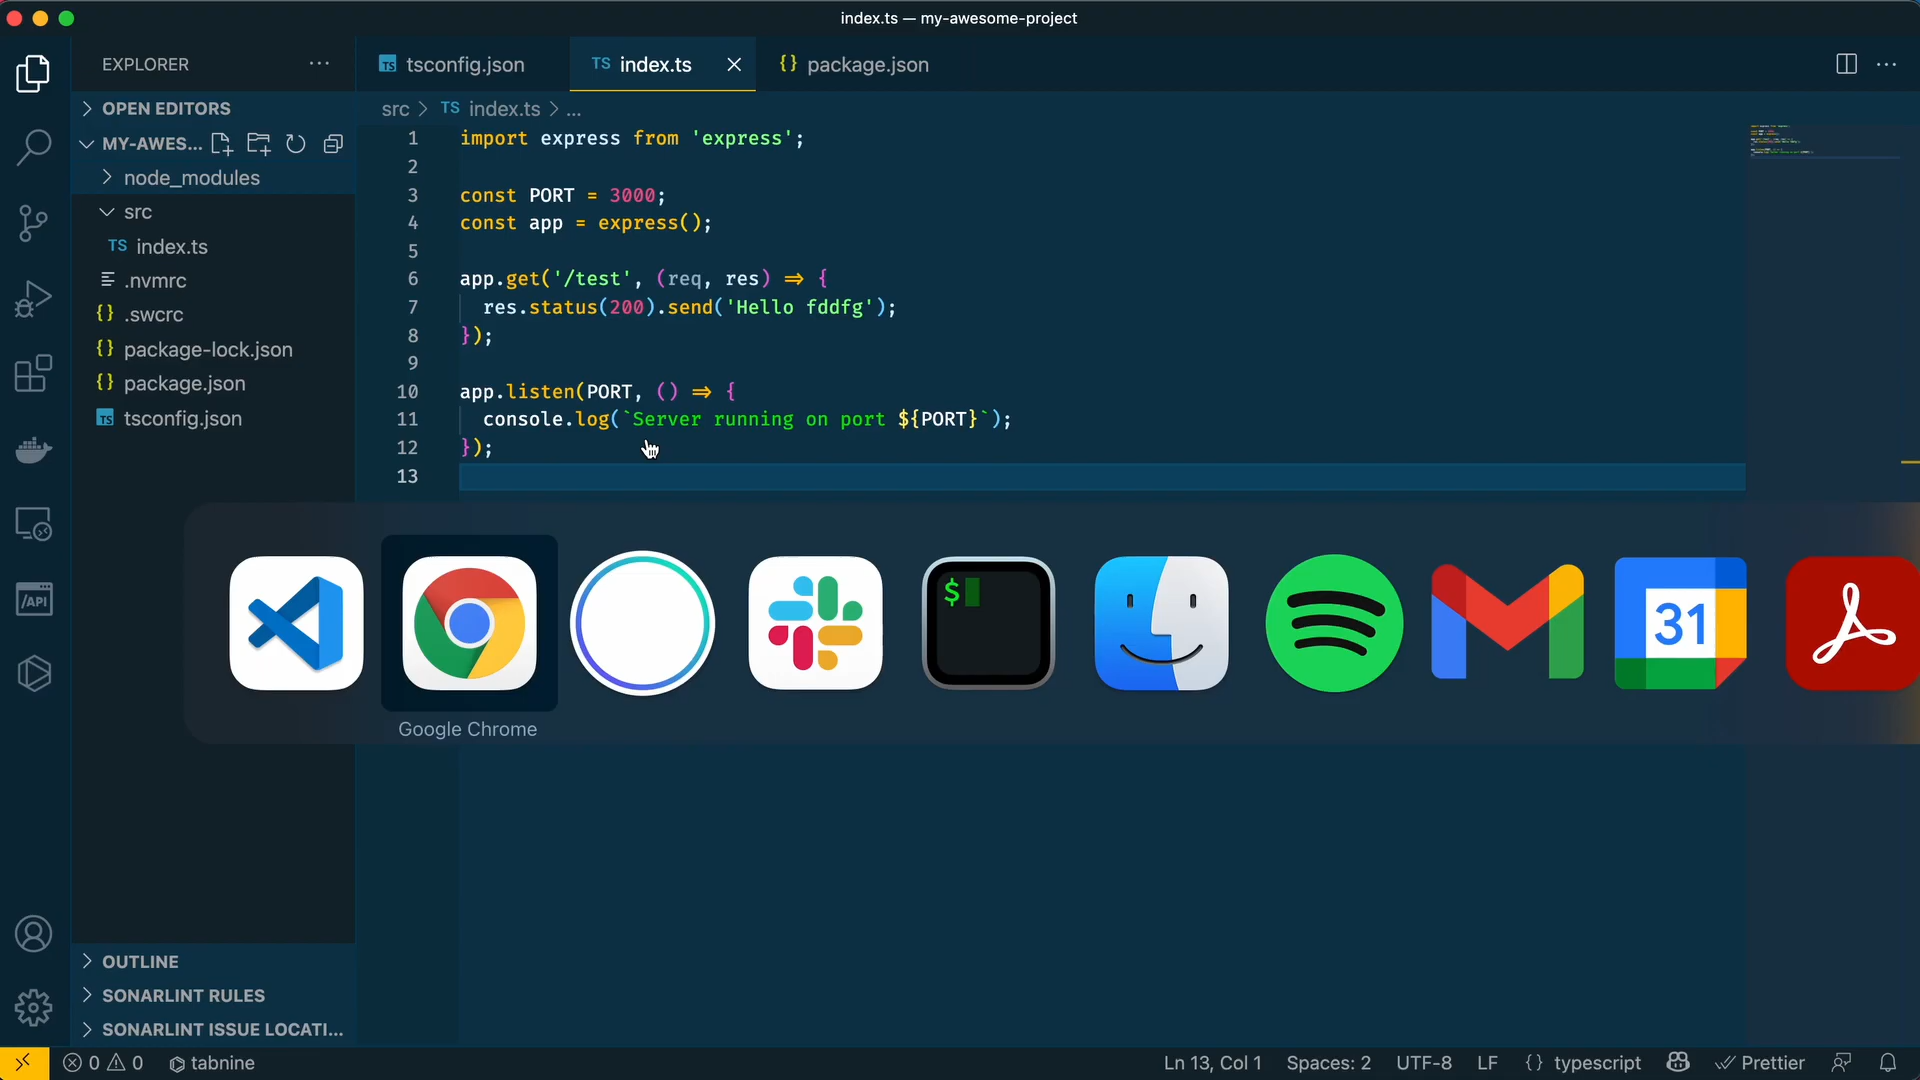 index.ts — my-awesome-project
EXPLORER
TS tsconfig.json
TS index.ts
{} package.json
OPEN EDITORS
src > TS index.ts > ...
MY-AWES...
node_modules
src
TS index.ts
.nvmrc
{} .swcrc
{} package-lock.json
{} package.json
TS tsconfig.json
1 import express from 'express';
2
3 const PORT = 3000;
4 const app = express();
5
6 app.get('/test', (req, res) => {
7 res.status(200).send('Hello fddfg');
8 });
9
10 app.listen(PORT, () => {
11 console.log(`Server running on port ${PORT}`);
12 });
13
/API
$
31
Google Chrome
OUTLINE
SONARLINT RULES
SONARLINT ISSUE LOCATI...
0 0 tabnine
Ln 13, Col 1 Spaces: 2 UTF-8 LF {} typescript Prettier